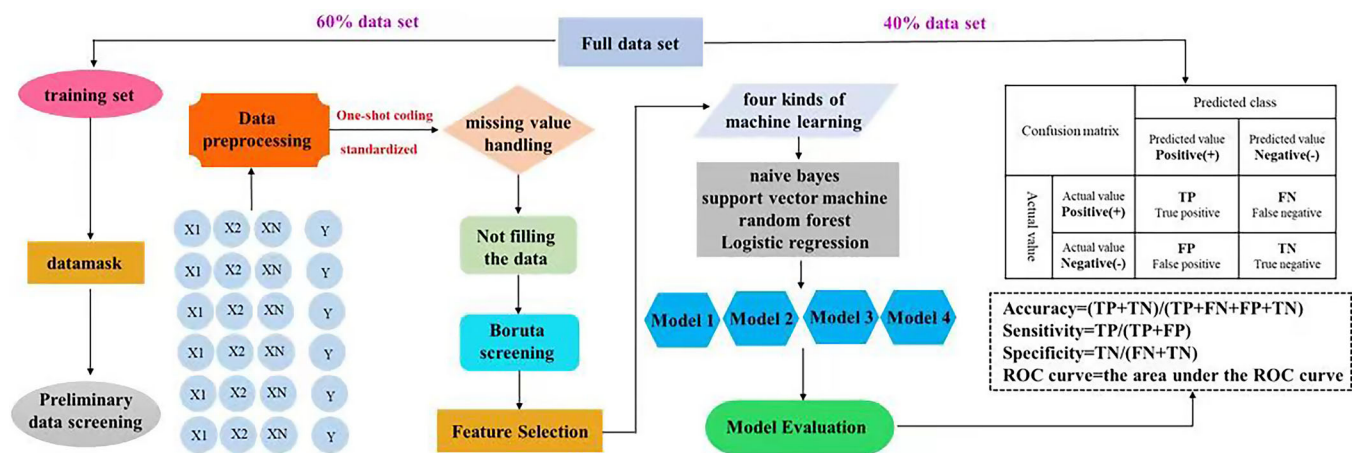 60% data set
40% data set
Full data set
training set
datamask
Preliminary
data screening
Data
preprocessing
One-shot coding
standardized
X1 X2 XN Y
X1 X2 XN Y
X1 X2 XN Y
X1 X2 XN Y
X1 X2 XN Y
X1 X2 XN Y
missing value
handling
Not filling
the data
Boruta
screening
Feature Selection
four kinds of
machine learning
naive bayes
support vector machine
random forest
Logistic regression
Model 1
Model 2
Model 3
Model 4
Model Evaluation
Confusion matrix
Predicted class
Predicted value
Positive(+)
Predicted value
Negative(-)
Actual value
Actual value
Positive(+)
TP
True positive
FN
False negative
Actual value
Negative(-)
FP
False positive
TN
True negative
Accuracy=(TP+TN)/(TP+FN+FP+TN)
Sensitivity=TP/(TP+FP)
Specificity=TN/(FN+TN)
ROC curve=the area under the ROC curve